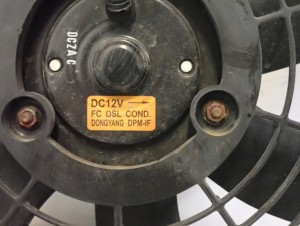 DCZA C
DC12V →
FC DSL COND.
DONGYANG DPM-IF